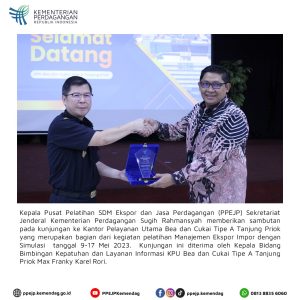 KEMENTERIAN
PERDAGANGAN
REPUBLIK INDONESIA
Selamat
Datang
Kepala Pusat Pelatihan SDM Ekspor dan Jasa Perdagangan (PPEJP) Sekretariat
Jenderal Kementerian Perdagangan Sugih Rahmansyah memberikan sambutan
pada kunjungan ke Kantor Pelayanan Utama Bea dan Cukai Tipe A Tanjung Priok
yang merupakan bagian dari kegiatan pelatihan Manajemen Ekspor Impor dengan
Simulasi tanggal 9-17 Mei 2023. Kunjungan ini diterima oleh Kepala Bidang
Bimbingan Kepatuhan dan Layanan Informasi KPU Bea dan Cukai Tipe A Tanjung
Priok Max Franky Karel Rori.
ppejp.kemendag.go.id PPEJPKemendag ppejp.kemendag 0813 8835 6060